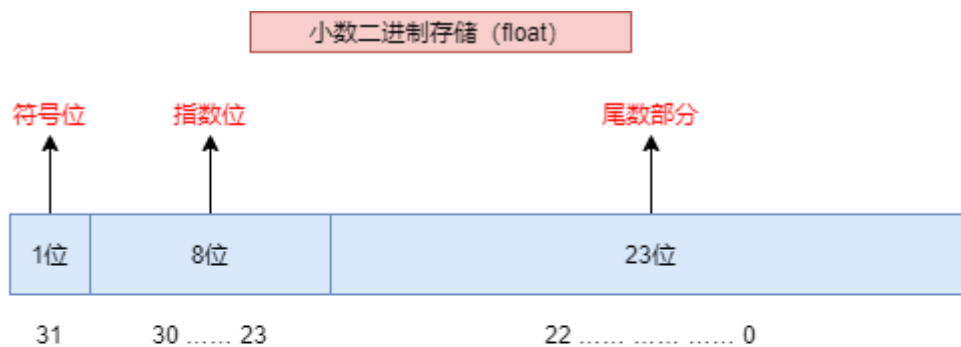 小数二进制存储（float）
符号位 指数位 尾数部分
1位 8位 23位
31 30 …… 23 22 …… …… …… 0